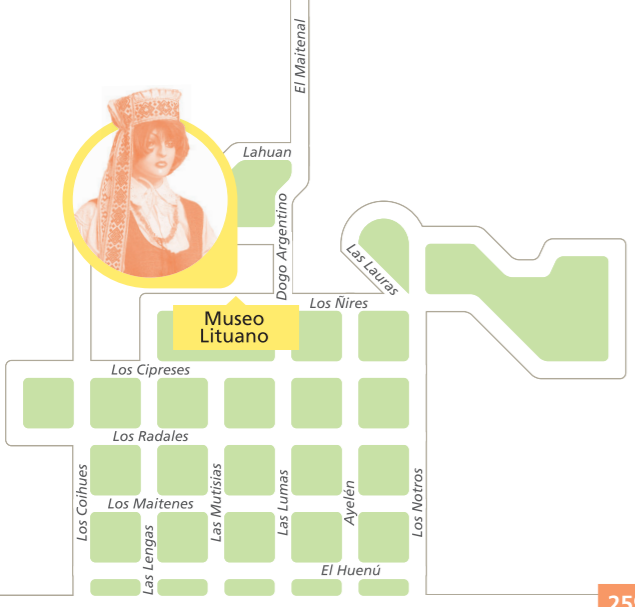 El Maitenal
Lahuan
Dogo Argentino
Las Lauras
Los Ñires
Museo
Lituano
Los Cipreses
Los Radales
Los Coihues
Las Mutisias
Las Lumas
Ayelén
Los Notros
Los Maitenes
Las Lengas
El Huenú